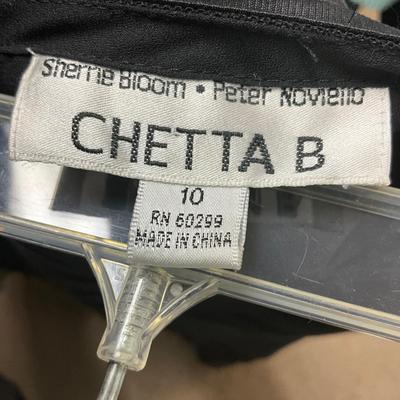 Sherrie Bloom • Peter Noviello
CHETTA B
10
RN 60299
MADE IN CHINA